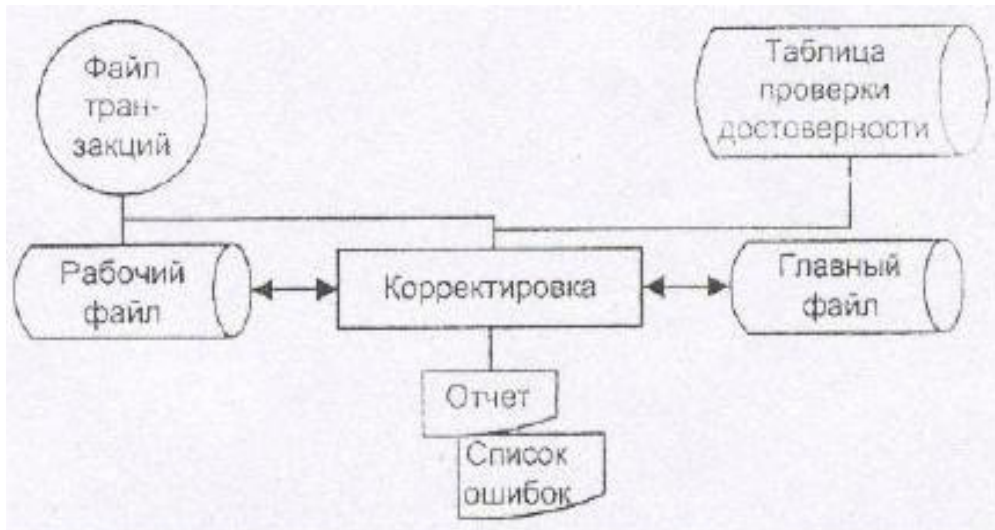 Файл
тран-
закций
Таблица
проверки
достоверности
Рабочий
файл
Корректировка
Главный
файл
Отчет
Список
ошибок